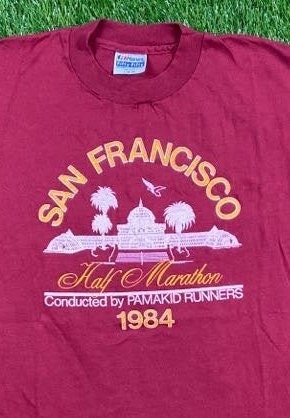 SAN FRANCISCO
Half Marathon
Conducted by PAMAKID RUNNERS
1984